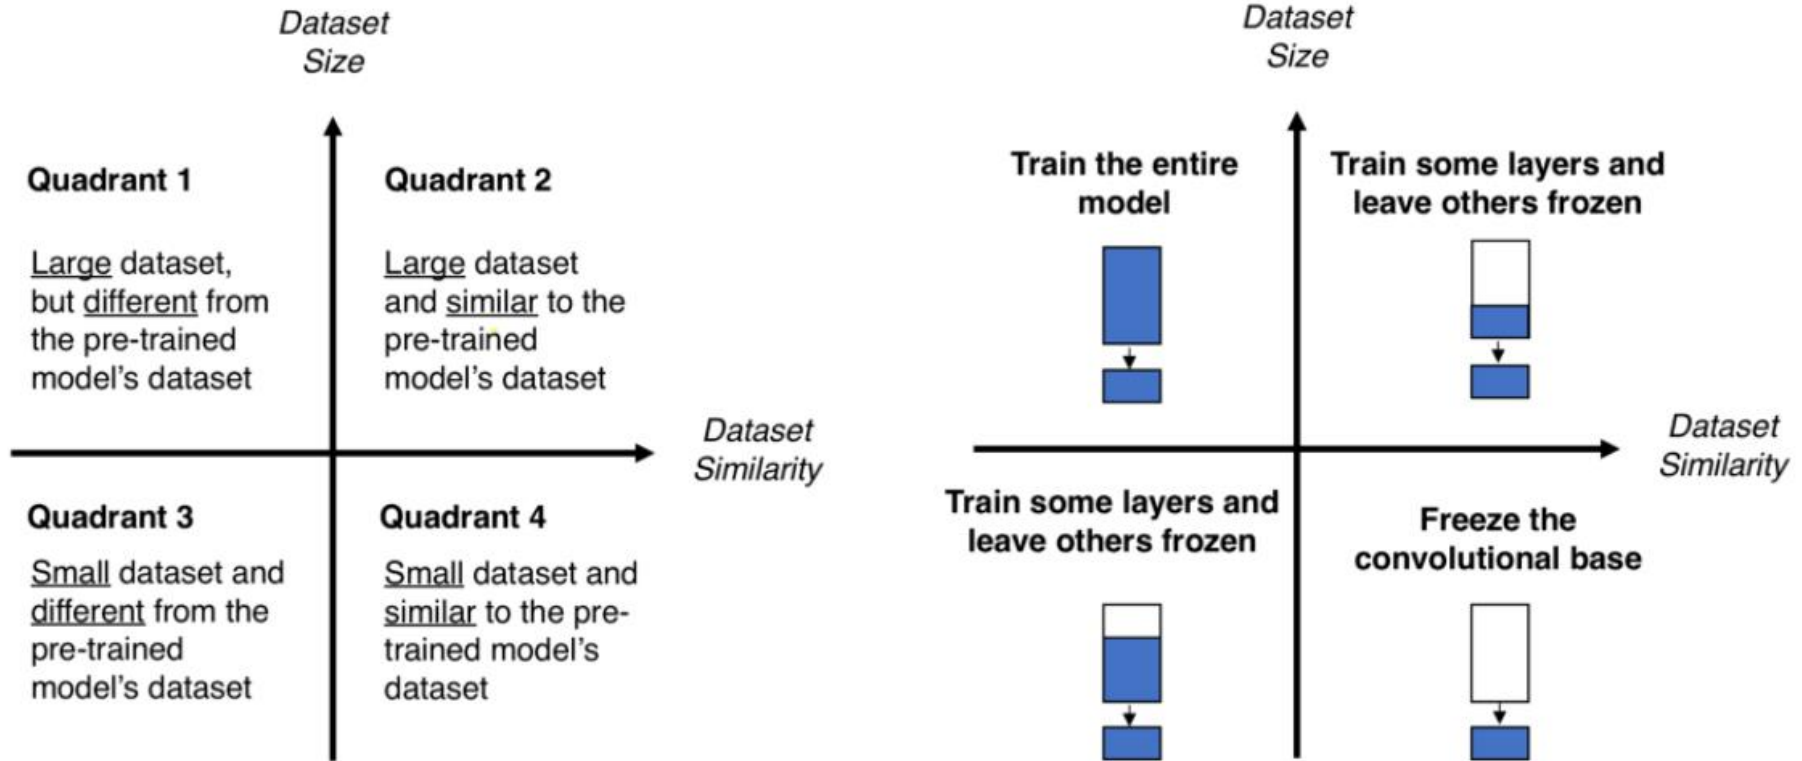 Dataset
Size
Quadrant 1
Quadrant 2
Large dataset,
but different from
the pre-trained
model's dataset
Large dataset
and similar to the
pre-trained
model's dataset
Dataset
Similarity
Quadrant 3
Quadrant 4
Small dataset and
different from the
pre-trained
model's dataset
Small dataset and
similar to the pre-
trained model's
dataset
Dataset
Size
Train the entire
model
Train some layers and
leave others frozen
Dataset
Similarity
Train some layers and
leave others frozen
Freeze the
convolutional base